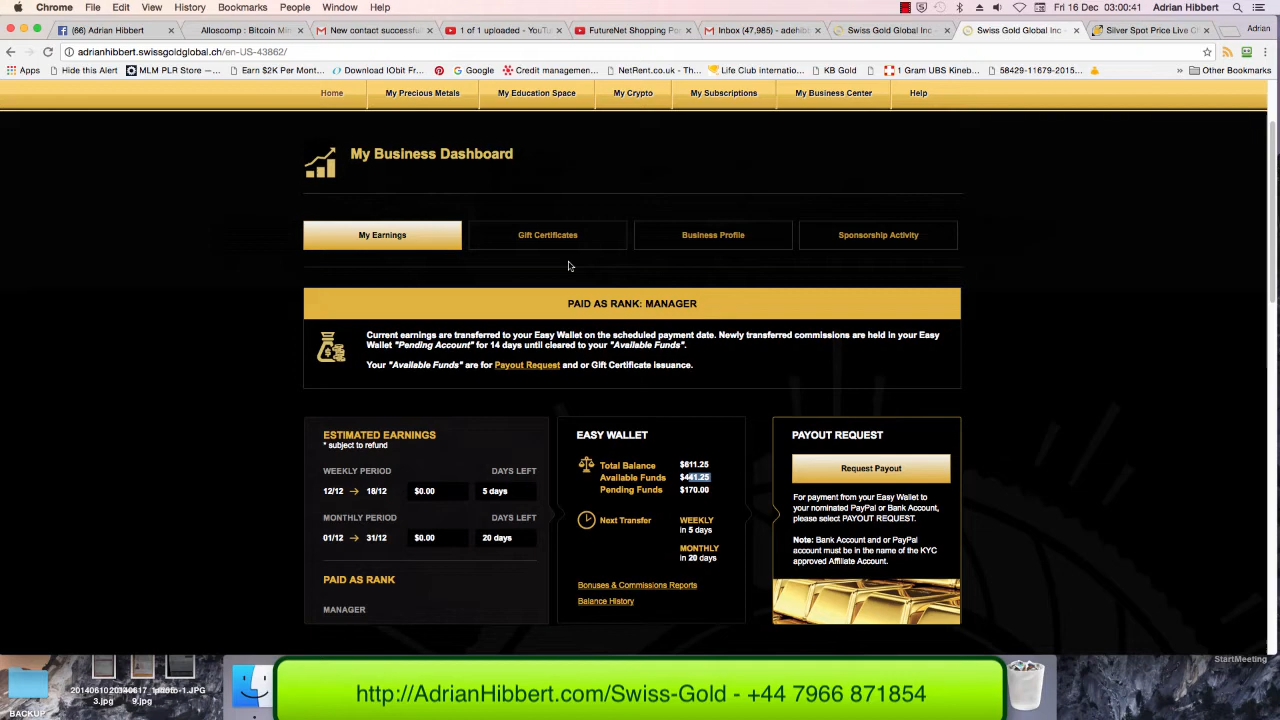 Chrome File Edit View History Bookmarks People Window Help Fri 16 Dec 03:00:41 Adrian Hibbert
(66) Adrian Hibbert Alloscomp : Bitcoin Mi New contact successful 1 of 1 uploaded - YouTu FutureNet Shopping Po Inbox (47,985) - adehib Swiss Gold Global Inc - Swiss Gold Global Inc - Silver Spot Price Live Ch Adrian
adrianhibbert.swissgoldglobal.ch/en-US-43862/
Apps Hide this Alert MLM PLR Store —... Earn $2K Per Mont... Download IObit Fr... Google Credit managemen... NetRent.co.uk - Th... Life Club internatio... KB Gold 1 Gram UBS Kineb... 58429-11679-2015... » Other Bookmarks
Home My Precious Metals My Education Space My Crypto My Subscriptions My Business Center Help
My Business Dashboard
My Earnings Gift Certificates Business Profile Sponsorship Activity
PAID AS RANK: MANAGER
Current earnings are transferred to your Easy Wallet on the scheduled payment date. Newly transferred commissions are held in your Easy
Wallet "Pending Account" for 14 days until cleared to your "Available Funds".
Your "Available Funds" are for Payout Request and or Gift Certificate issuance.
ESTIMATED EARNINGS
* subject to refund
WEEKLY PERIOD DAYS LEFT
12/12 → 18/12 $0.00 5 days
MONTHLY PERIOD DAYS LEFT
01/12 → 31/12 $0.00 20 days
PAID AS RANK
MANAGER
EASY WALLET
Total Balance $611.25
Available Funds $441.25
Pending Funds $170.00
Next Transfer WEEKLY
in 5 days
MONTHLY
in 20 days
Bonuses & Commissions Reports
Balance History
PAYOUT REQUEST
Request Payout
For payment from your Easy Wallet to
your nominated PayPal or Bank Account,
please select PAYOUT REQUEST.
Note: Bank Account and or PayPal
account must be in the name of the KYC
approved Affiliate Account.
StartMeeting
3.jpg 9.jpg
BACKUP
http://AdrianHibbert.com/Swiss-Gold - +44 7966 871854